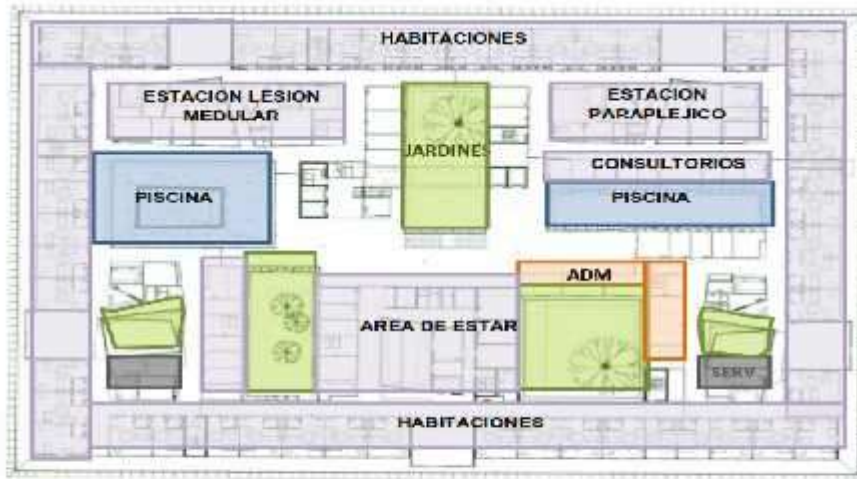 HABITACIONES
ESTACION LESION
MEDULAR
ESTACION
PARAPLEJICO
JARDINES
CONSULTORIOS
PISCINA
PISCINA
ADM
AREA DE ESTAR
SERV
HABITACIONES